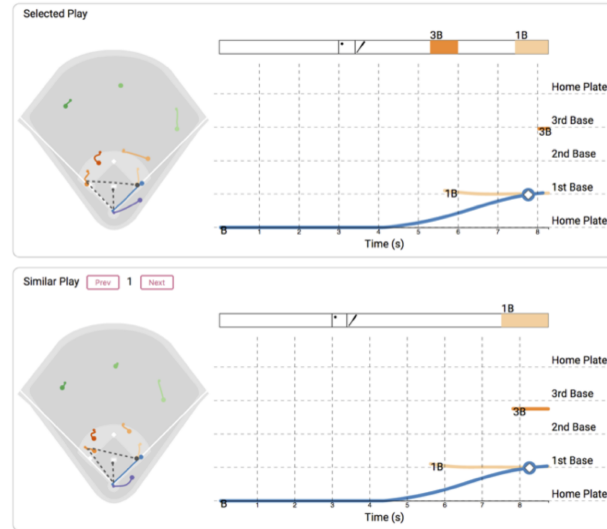 Selected Play
3B 1B
Home Plate
3rd Base
3B
2nd Base
1B 1st Base
Home Plate
B 1 2 3 4 5 6 7 8
Time (s)
Similar Play Prev 1 Next
1B
Home Plate
3rd Base
3B
2nd Base
1B 1st Base
Home Plate
B 1 2 3 4 5 6 7 8
Time (s)